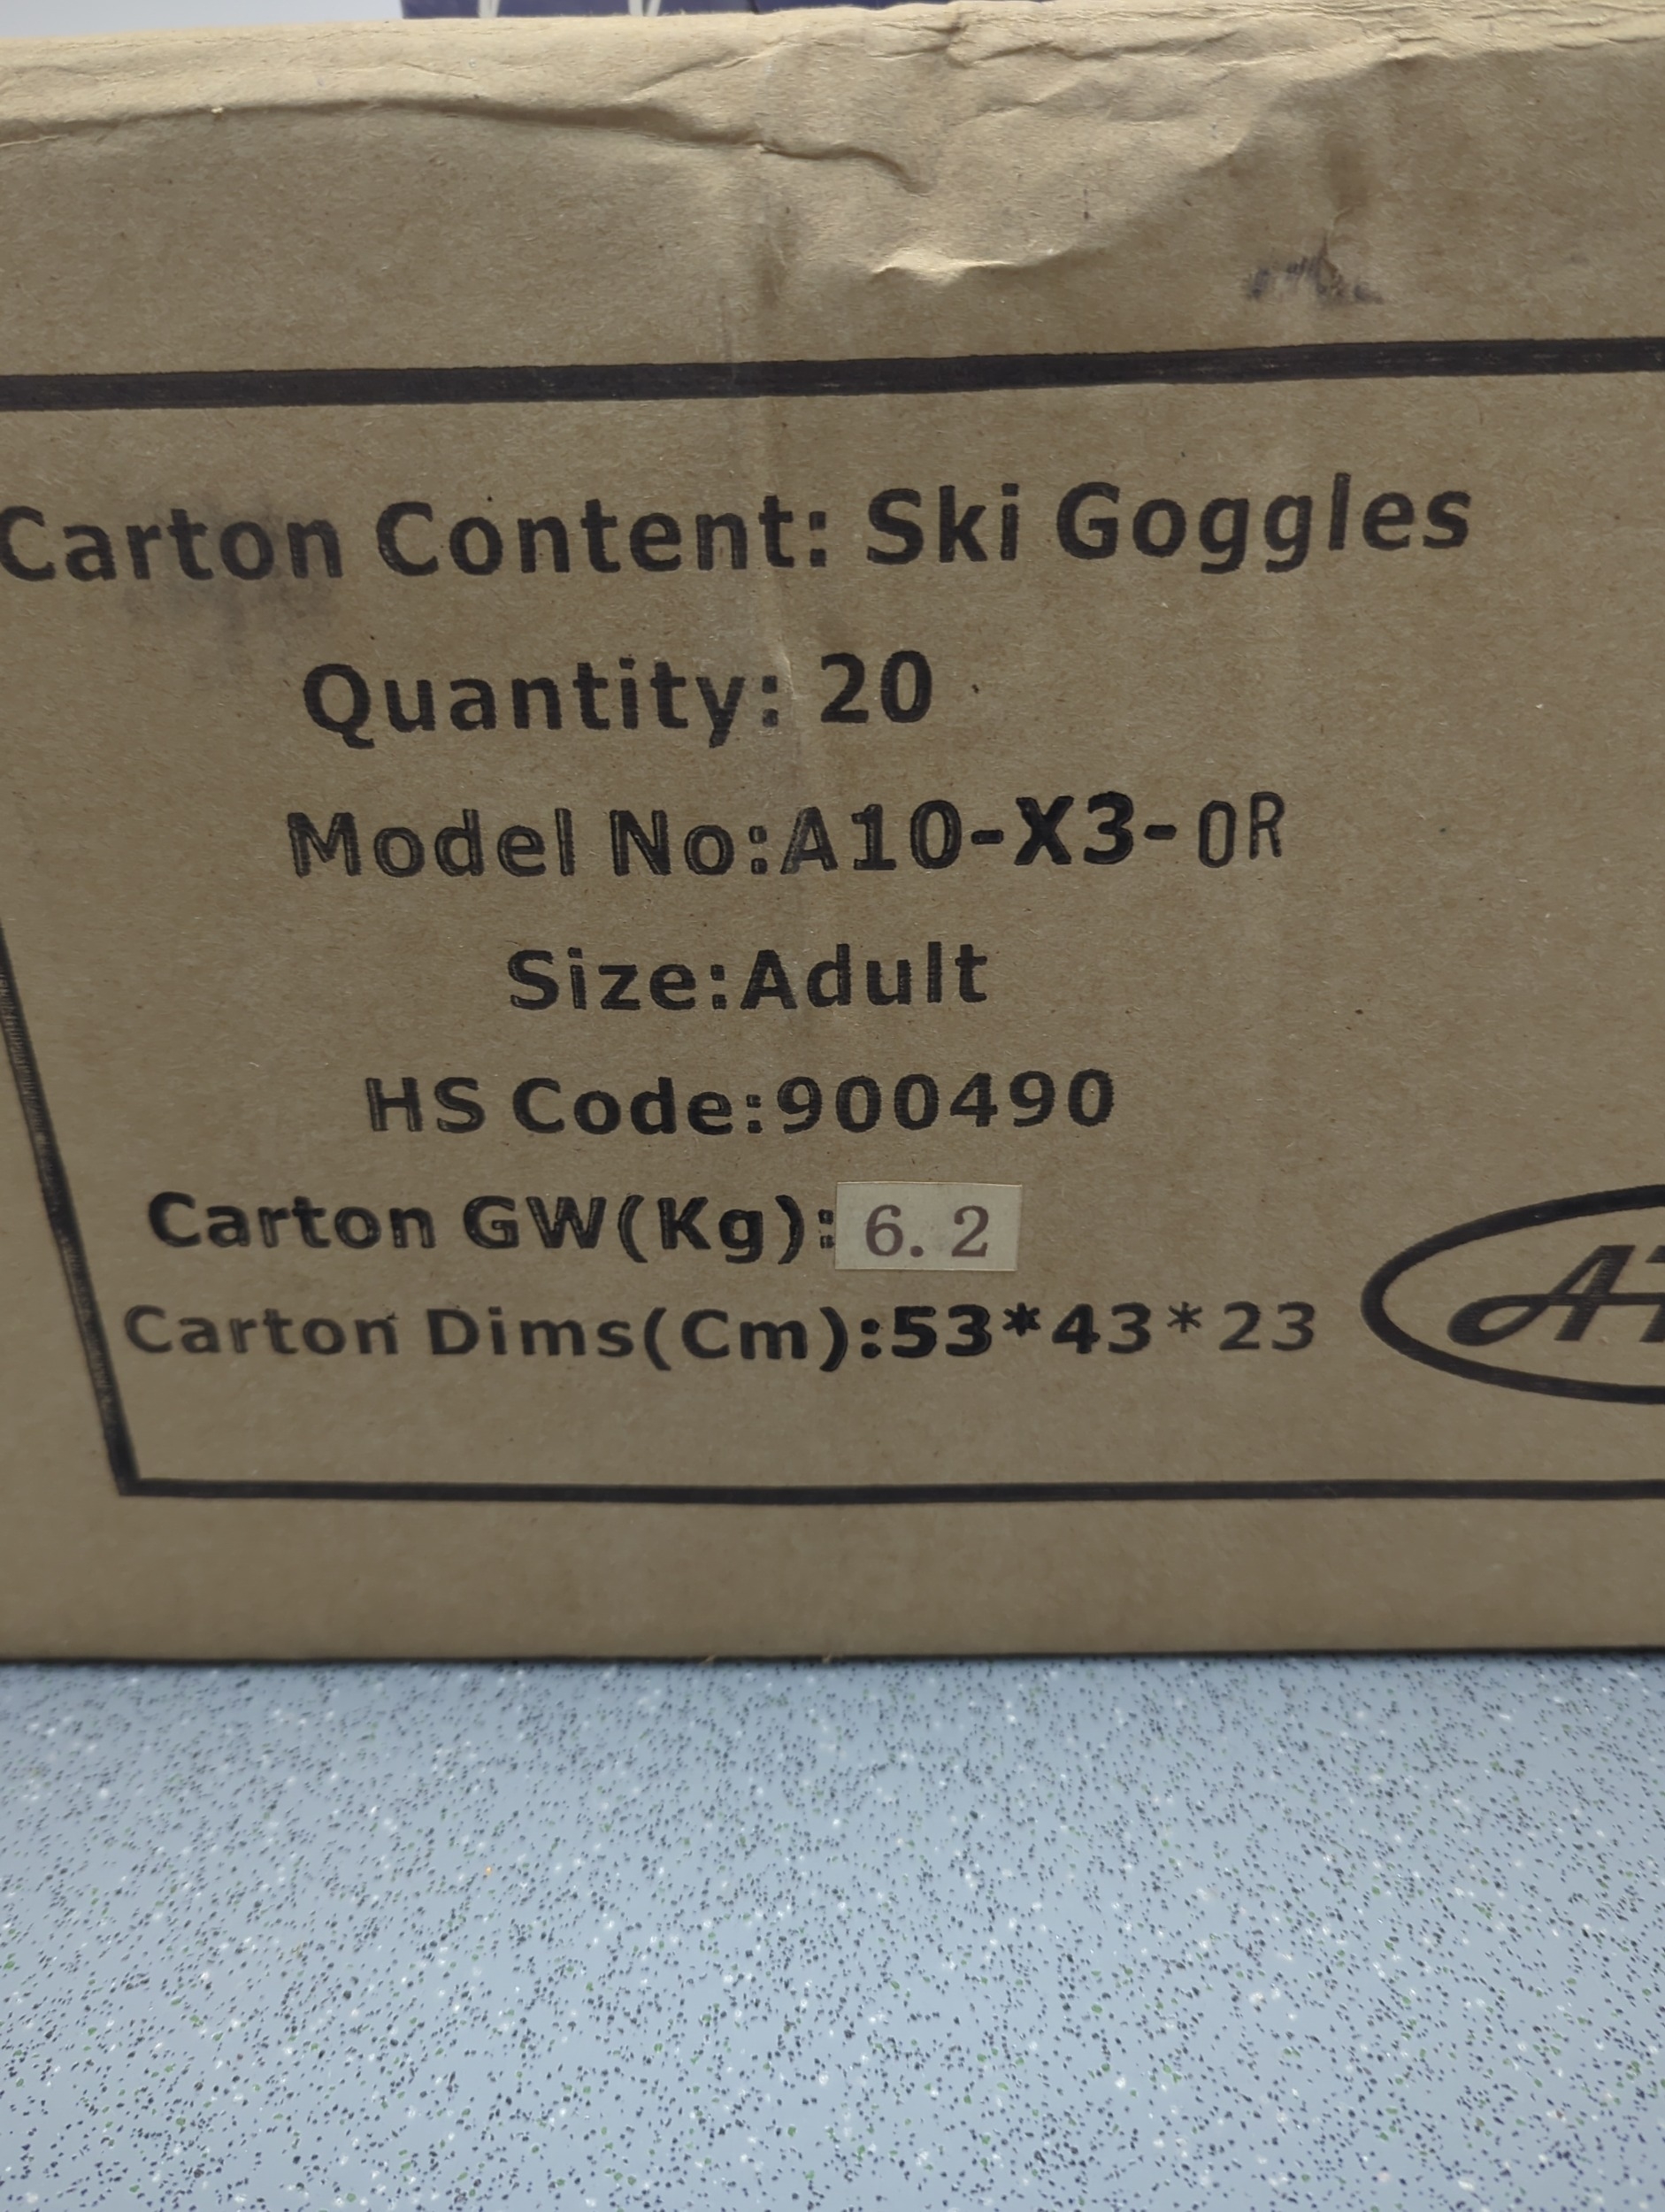 Carton Content: Ski Goggles
Quantity: 20
Model No:A10-X3-OR
Size:Adult
HS Code:900490
Carton GW(Kg):6.2
Carton Dims(Cm):53*43*23